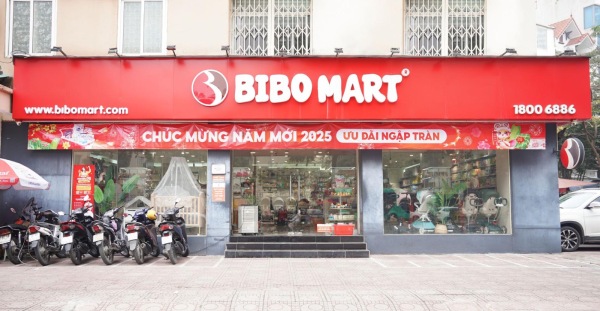 BIBO MART
www.bibomart.com
1800 6886
CHÚC MỪNG NĂM MỚI 2025 ƯU ĐÃI NGẬP TRÀN